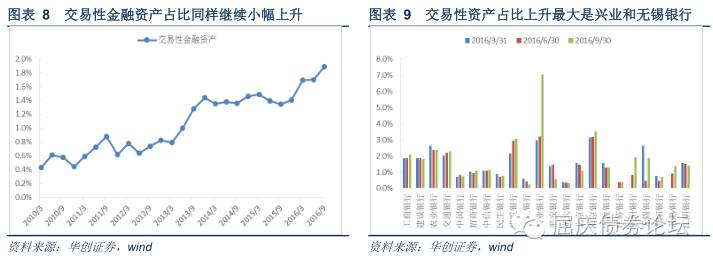 图表 8 交易性金融资产占比同样继续小幅上升
交易性金融资产
2.0%
1.8%
1.6%
1.4%
1.2%
1.0%
0.8%
0.6%
0.4%
0.2%
0.0%
2010/3 2010/9 2011/3 2011/9 2012/3 2012/9 2013/3 2013/9 2014/3 2014/9 2015/3 2015/9 2016/3 2016/9
资料来源：华创证券，wind
图表 9 交易性资产占比上升最大是兴业和无锡银行
2016/3/31 2016/6/30 2016/9/30
8.0%
7.0%
6.0%
5.0%
4.0%
3.0%
2.0%
1.0%
0.0%
工商银行 建设银行 农业银行 交通银行 中国银行 招商银行 中信银行 民生银行
资料来源：华创证券，wind
屈庆债券论坛